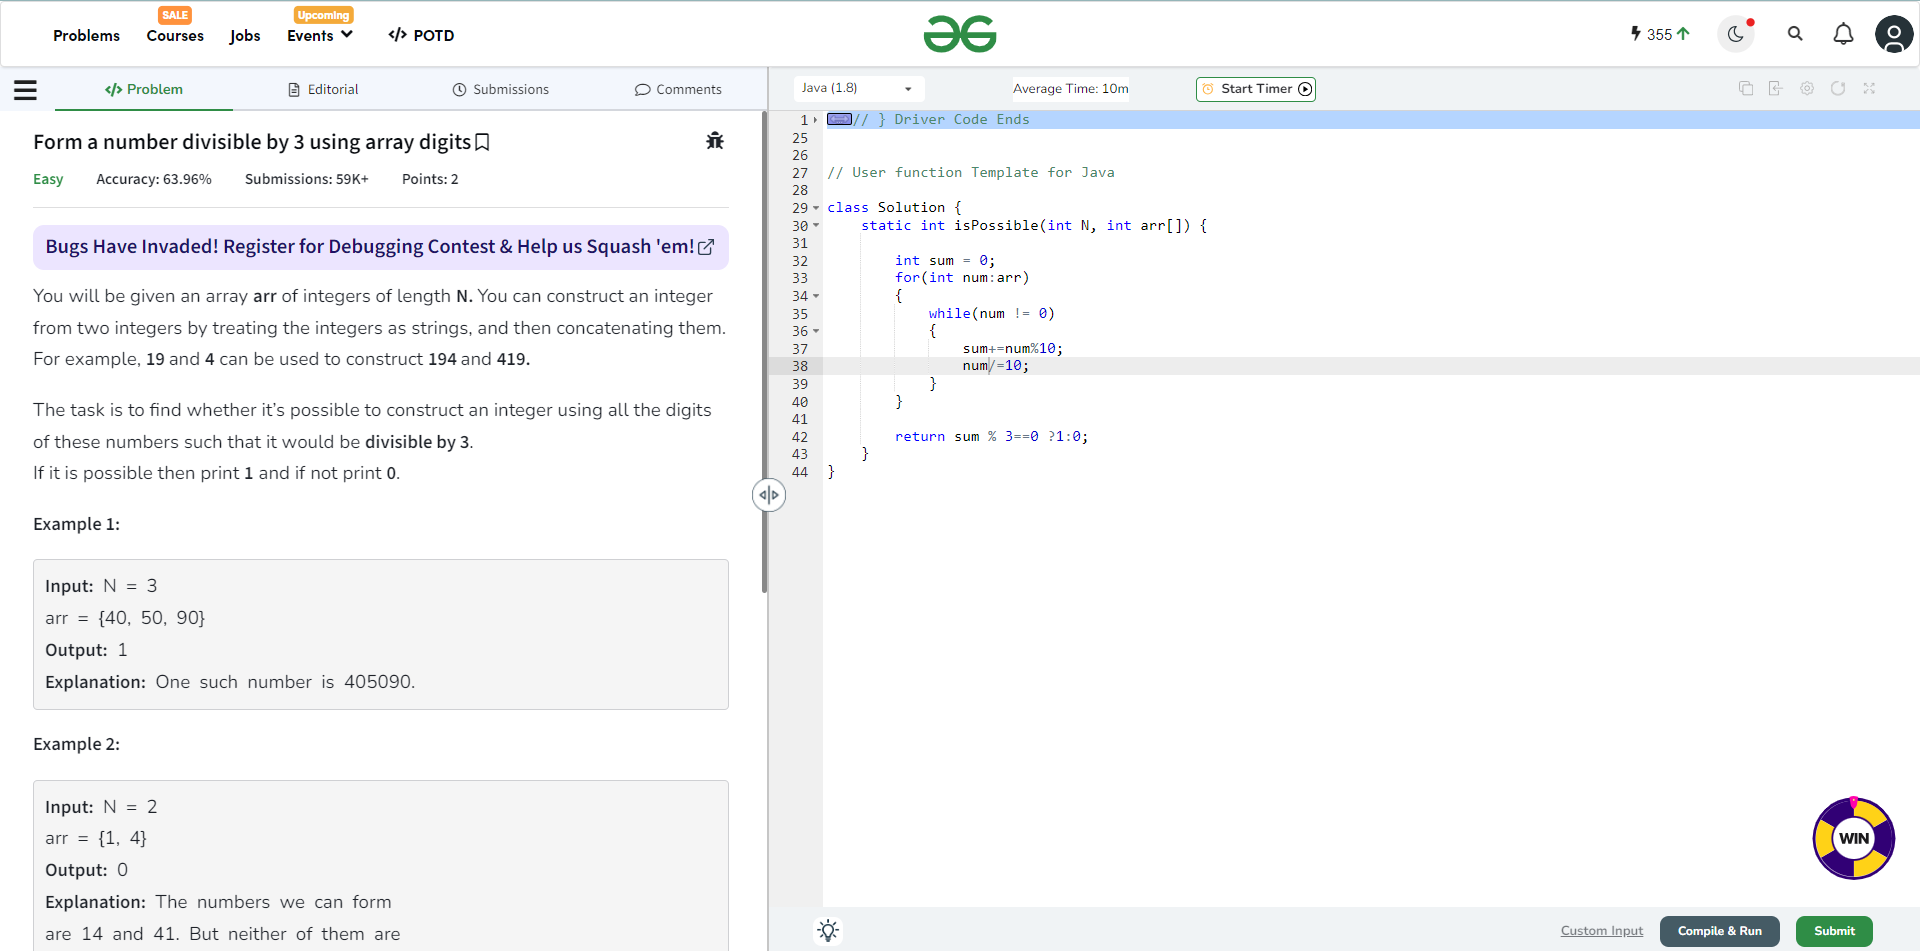 SALE
Upcoming
Problems Courses Jobs Events </> POTD
355
</> Problem Editorial Submissions Comments
Java (1.8) Average Time: 10m Start Timer
Form a number divisible by 3 using array digits
Easy Accuracy: 63.96% Submissions: 59K+ Points: 2
Bugs Have Invaded! Register for Debugging Contest & Help us Squash 'em!
You will be given an array arr of integers of length N. You can construct an integer
from two integers by treating the integers as strings, and then concatenating them.
For example, 19 and 4 can be used to construct 194 and 419.
The task is to find whether it's possible to construct an integer using all the digits
of these numbers such that it would be divisible by 3.
If it is possible then print 1 and if not print 0.
Example 1:
Input: N = 3
arr = {40, 50, 90}
Output: 1
Explanation: One such number is 405090.
Example 2:
Input: N = 2
arr = {1, 4}
Output: 0
Explanation: The numbers we can form
are 14 and 41. But neither of them are
1 // } Driver Code Ends
25
26
27 // User function Template for Java
28
29 class Solution {
30 static int isPossible(int N, int arr[]) {
31
32 int sum = 0;
33 for(int num:arr)
34 {
35 while(num != 0)
36 {
37 sum+=num%10;
38 num/=10;
39 }
40 }
41
42 return sum % 3==0 ?1:0;
43 }
44 }
WIN
Custom Input Compile & Run Submit